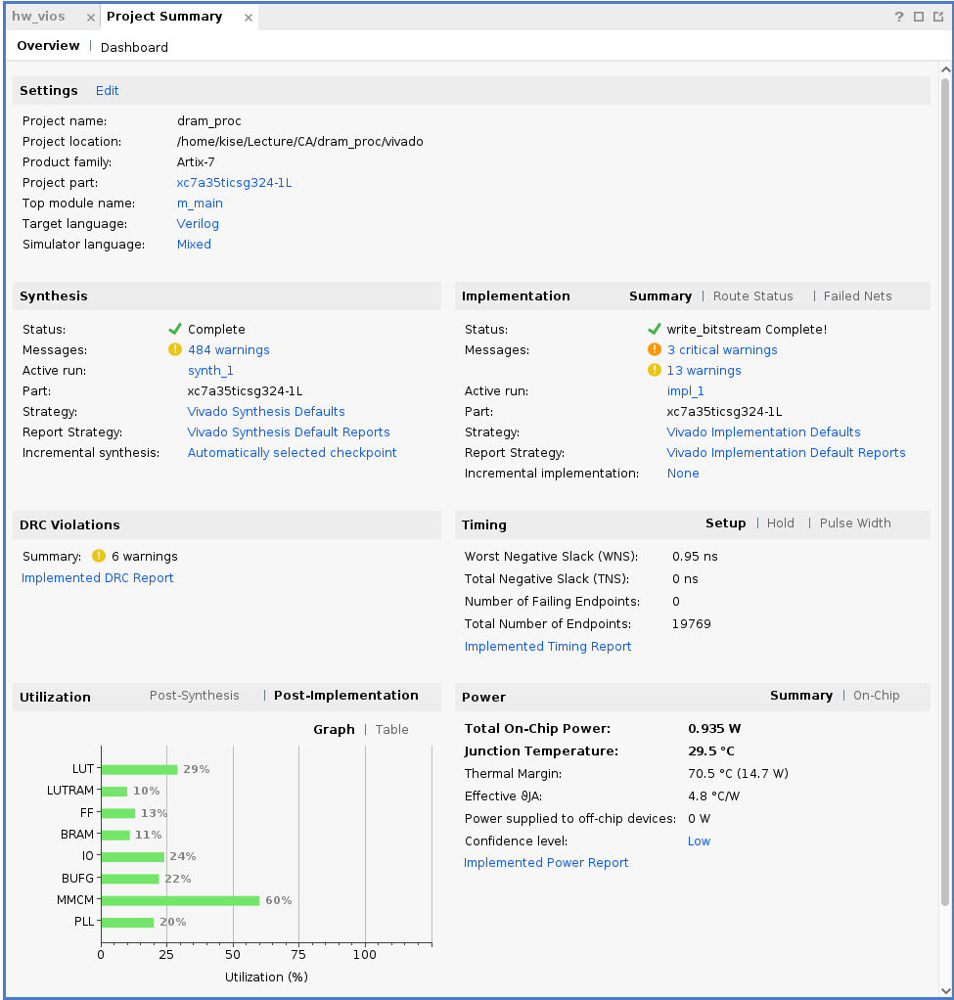 hw_vios × Project Summary × ?
Overview | Dashboard
Settings Edit
Project name: dram_proc
Project location: /home/kise/Lecture/CA/dram_proc/vivado
Product family: Artix-7
Project part: xc7a35ticsg324-1L
Top module name: m_main
Target language: Verilog
Simulator language: Mixed
Synthesis
Status: Complete
Messages: 484 warnings
Active run: synth_1
Part: xc7a35ticsg324-1L
Strategy: Vivado Synthesis Defaults
Report Strategy: Vivado Synthesis Default Reports
Incremental synthesis: Automatically selected checkpoint
Implementation Summary | Route Status | Failed Nets
Status: write_bitstream Complete!
Messages: 3 critical warnings
13 warnings
Active run: impl_1
Part: xc7a35ticsg324-1L
Strategy: Vivado Implementation Defaults
Report Strategy: Vivado Implementation Default Reports
Incremental implementation: None
DRC Violations
Summary: 6 warnings
Implemented DRC Report
Timing Setup | Hold | Pulse Width
Worst Negative Slack (WNS): 0.95 ns
Total Negative Slack (TNS): 0 ns
Number of Failing Endpoints: 0
Total Number of Endpoints: 19769
Implemented Timing Report
Utilization Post-Synthesis | Post-Implementation
Graph | Table
LUT 29%
LUTRAM 10%
FF 13%
BRAM 11%
IO 24%
BUFG 22%
MMCM 60%
PLL 20%
0 25 50 75 100
Utilization (%)
Power Summary | On-Chip
Total On-Chip Power: 0.935 W
Junction Temperature: 29.5 °C
Thermal Margin: 70.5 °C (14.7 W)
Effective ϑJA: 4.8 °C/W
Power supplied to off-chip devices: 0 W
Confidence level: Low
Implemented Power Report